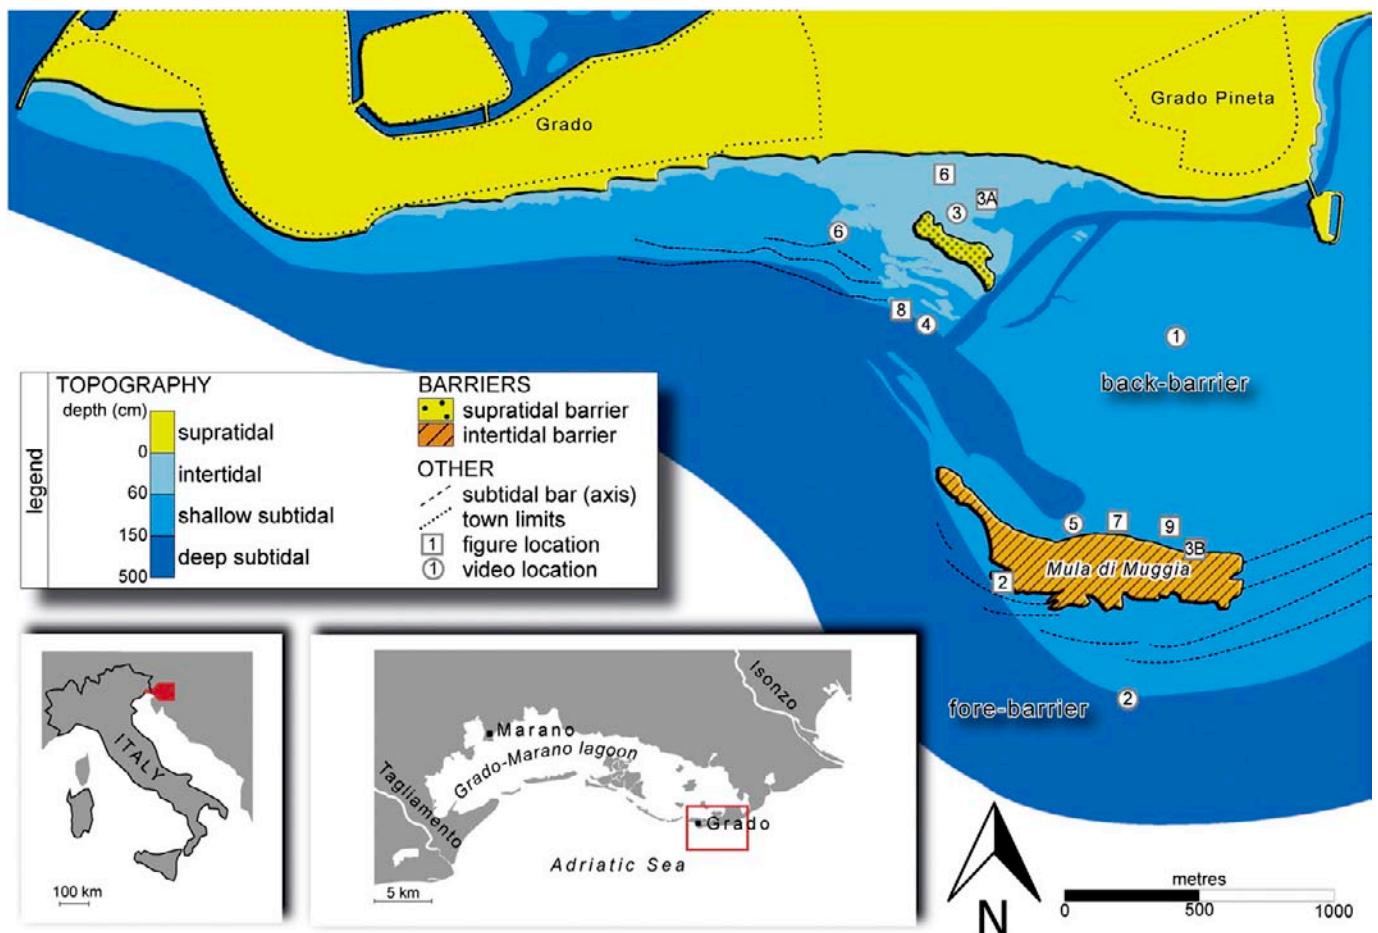 Grado
Grado Pineta
6
3A
3
6
8
4
1
back-barrier
5
7
9
3B
Mula di Muggia
2
fore-barrier
2
legend
TOPOGRAPHY
depth (cm)
supratidal
0
intertidal
60
shallow subtidal
150
deep subtidal
500
BARRIERS
supratidal barrier
intertidal barrier
OTHER
subtidal bar (axis)
town limits
1 figure location
1 video location
ITALY
100 km
Isonzo
Marano
Grado-Marano lagoon
Tagliamento
Grado
Adriatic Sea
5 km
N
metres
0 500 1000